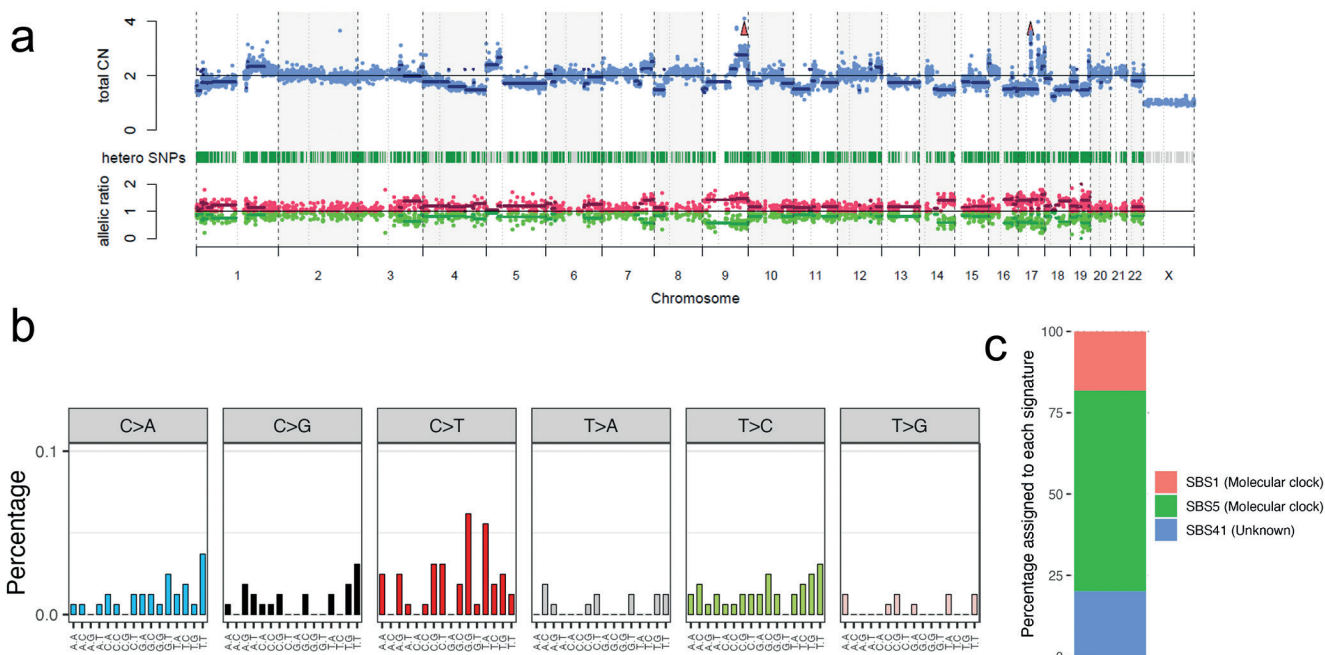 a
total CN
4
2
0
hetero SNPs
allelic ratio
2
1
0
1 2 3 4 5 6 7 8 9 10 11 12 13 14 15 16 17 18 19 20 21 22 X
Chromosome
b
Percentage
0.1
0.0
C>A C>G C>T T>A T>C T>G
A.A A.C A.G A.T C.A C.C C.G C.T G.A G.C G.G G.T T.A T.C T.G T.T
A.A A.C A.G A.T C.A C.C C.G C.T G.A G.C G.G G.T T.A T.C T.G T.T
A.A A.C A.G A.T C.A C.C C.G C.T G.A G.C G.G G.T T.A T.C T.G T.T
A.A A.C A.G A.T C.A C.C C.G C.T G.A G.C G.G G.T T.A T.C T.G T.T
A.A A.C A.G A.T C.A C.C C.G C.T G.A G.C G.G G.T T.A T.C T.G T.T
A.A A.C A.G A.T C.A C.C C.G C.T G.A G.C G.G G.T T.A T.C T.G T.T
c
Percentage assigned to each signature
100
75
50
25
SBS1 (Molecular clock)
SBS5 (Molecular clock)
SBS41 (Unknown)